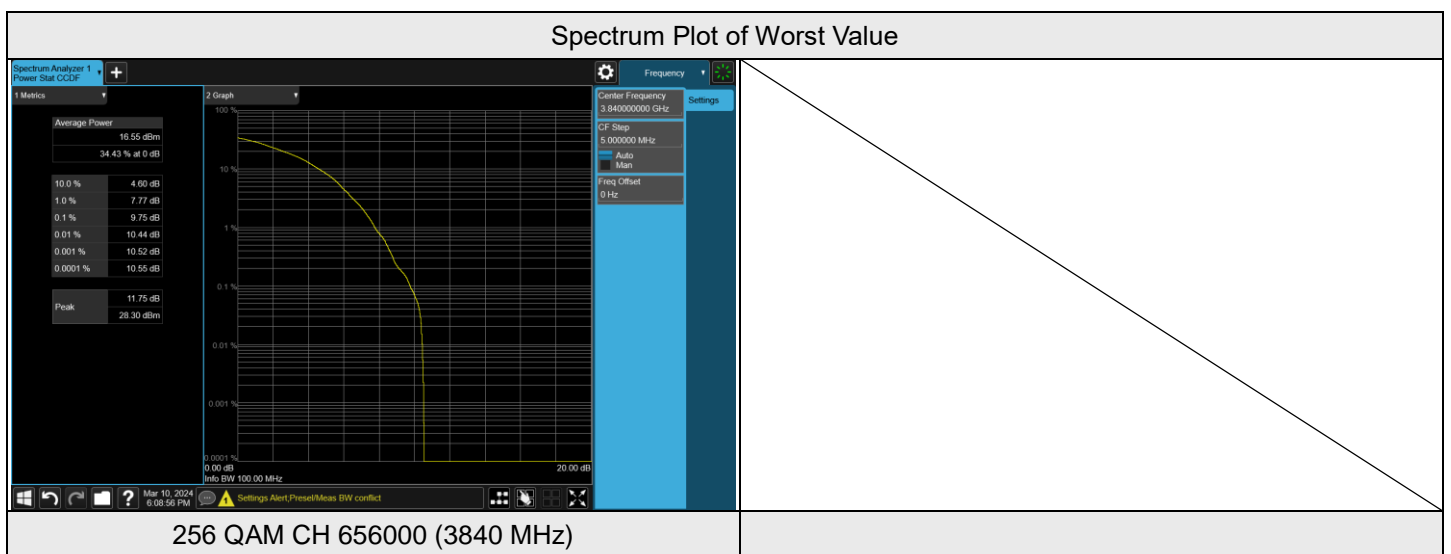 Spectrum Plot of Worst Value
Spectrum Analyzer 1
Power Stat CCDF
Frequency
1 Metrics
2 Graph
Average Power
16.55 dBm
34.43 % at 0 dB
10.0 % 4.60 dB
1.0 % 7.77 dB
0.1 % 9.75 dB
0.01 % 10.44 dB
0.001 % 10.52 dB
0.0001 % 10.55 dB
Peak
11.75 dB
28.30 dBm
100 %
10 %
1 %
0.1 %
0.01 %
0.001 %
0.0001 %
0.00 dB
20.00 dB
Info BW 100.00 MHz
Center Frequency
3.840000000 GHz
Settings
CF Step
5.000000 MHz
Auto
Man
Freq Offset
0 Hz
?
Mar 10, 2024
6:08:56 PM
1
Settings Alert;Presel/Meas BW conflict
256 QAM CH 656000 (3840 MHz)